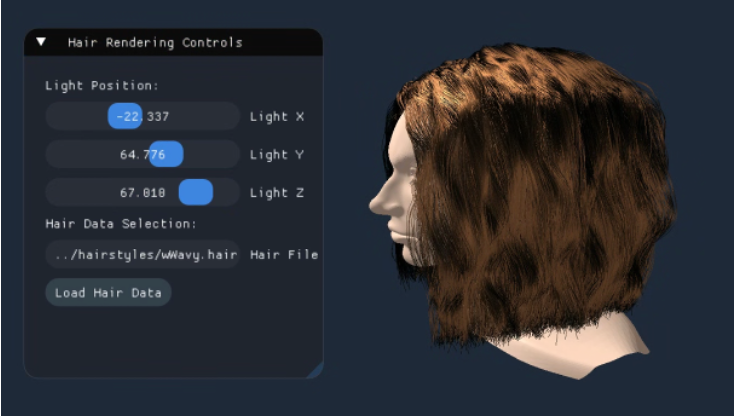 Hair Rendering Controls
Light Position:
-22.337 Light X
64.776 Light Y
67.018 Light Z
Hair Data Selection:
../hairstyles/wWavy.hair Hair File
Load Hair Data